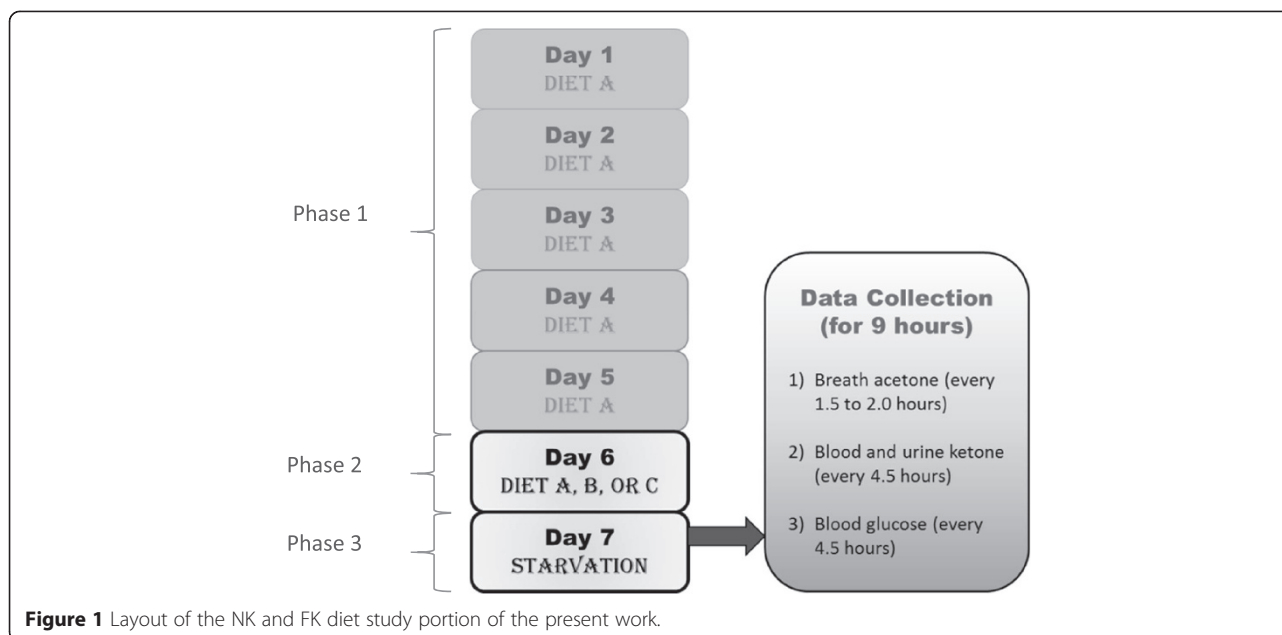 Phase 1
Day 1
DIET A
Day 2
DIET A
Day 3
DIET A
Day 4
DIET A
Day 5
DIET A
Phase 2
Day 6
DIET A, B, OR C
Phase 3
Day 7
STARVATION
Data Collection
(for 9 hours)
1) Breath acetone (every
1.5 to 2.0 hours)
2) Blood and urine ketone
(every 4.5 hours)
3) Blood glucose (every
4.5 hours)
Figure 1 Layout of the NK and FK diet study portion of the present work.